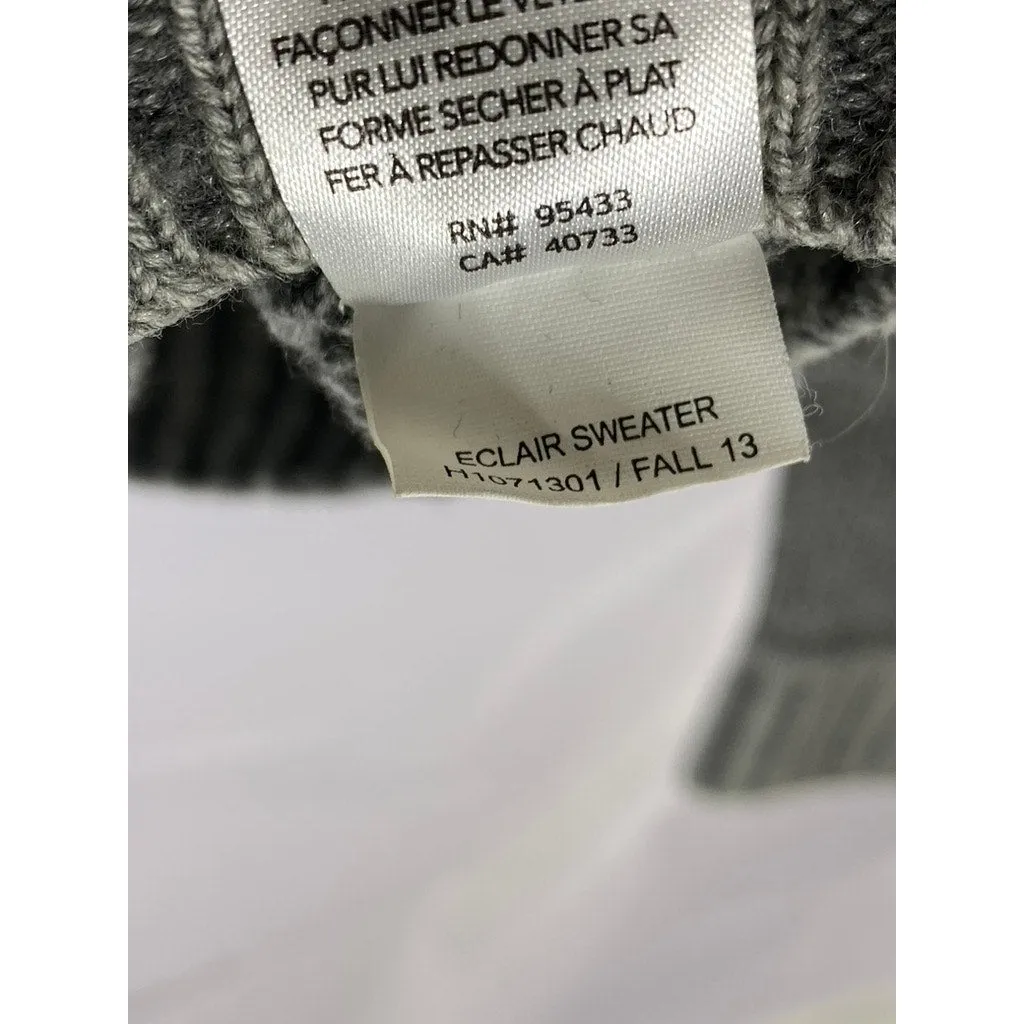 FAÇONNER LE
PUR LUI REDONNER SA
FORME SECHER À PLAT
FER À REPASSER CHAUD
RN# 95433
CA# 40733
ECLAIR SWEATER
H1071301 / FALL 13